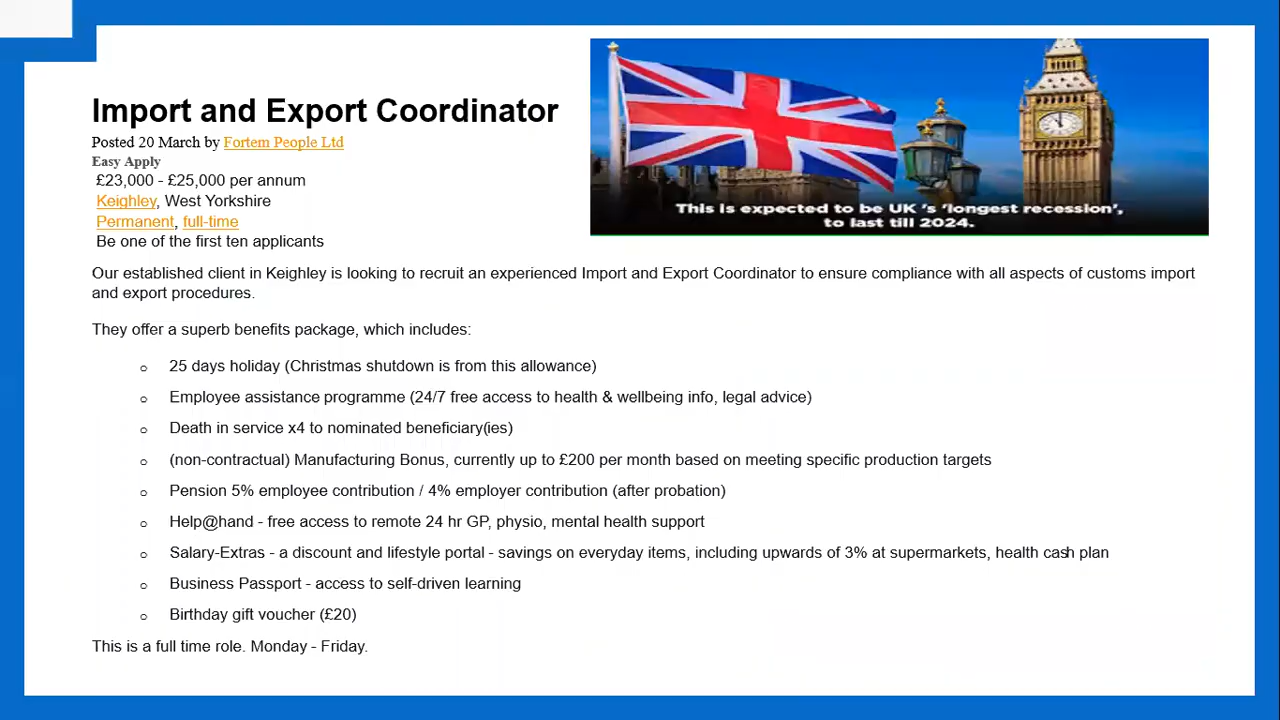 Import and Export Coordinator
Posted 20 March by Fortem People Ltd
Easy Apply
£23,000 - £25,000 per annum
Keighley, West Yorkshire
Permanent, full-time
Be one of the first ten applicants
This is expected to be UK 's 'longest recession',
to last till 2024.
Our established client in Keighley is looking to recruit an experienced Import and Export Coordinator to ensure compliance with all aspects of customs import
and export procedures.
They offer a superb benefits package, which includes:
o 25 days holiday (Christmas shutdown is from this allowance)
o Employee assistance programme (24/7 free access to health & wellbeing info, legal advice)
o Death in service x4 to nominated beneficiary(ies)
o (non-contractual) Manufacturing Bonus, currently up to £200 per month based on meeting specific production targets
o Pension 5% employee contribution / 4% employer contribution (after probation)
o Help@hand - free access to remote 24 hr GP, physio, mental health support
o Salary-Extras - a discount and lifestyle portal - savings on everyday items, including upwards of 3% at supermarkets, health cash plan
o Business Passport - access to self-driven learning
o Birthday gift voucher (£20)
This is a full time role. Monday - Friday.